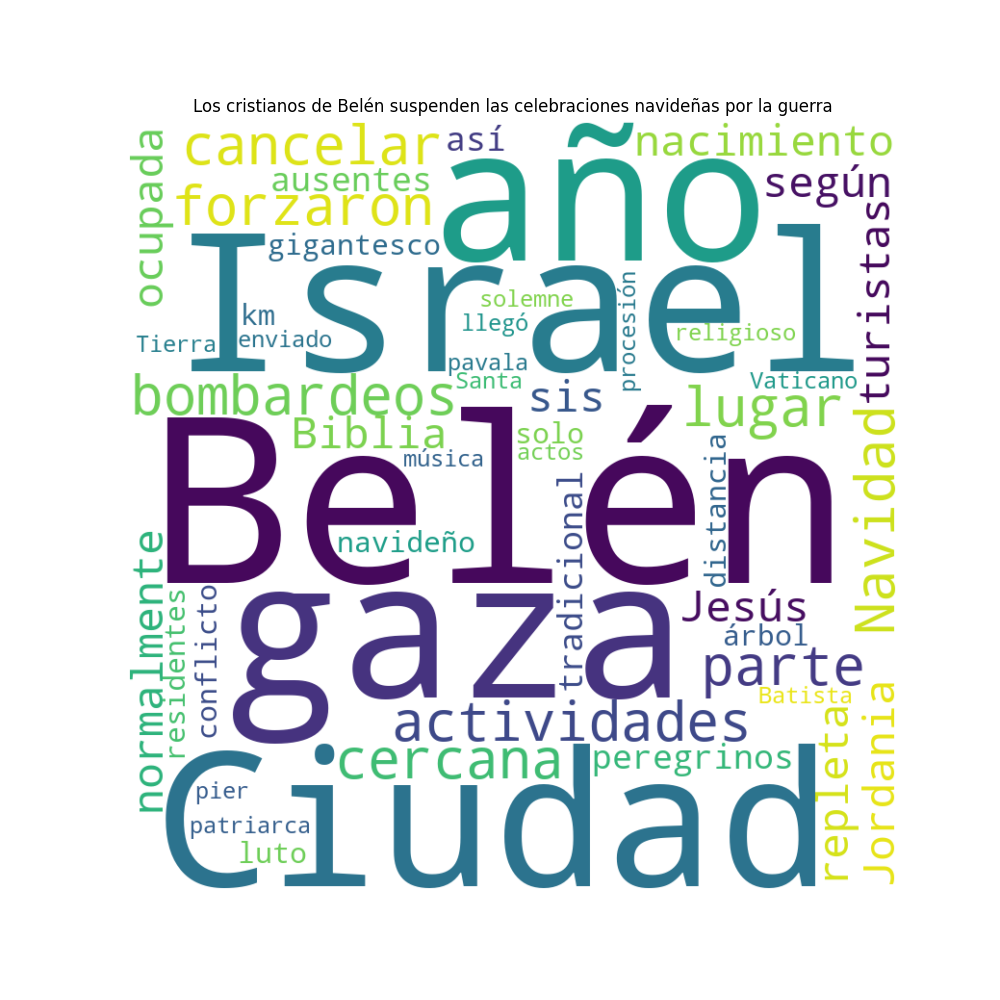 Los cristianos de Belén suspenden las celebraciones navideñas por la guerra
ocupada
cancelar
así
año
nacimiento
ausentes
según
forzaron
turistas
gigantesco
Israel
solemne
procesión
km
llegó
religioso
Tierra
enviado
pavala
Santa
Vaticano
bombardeos
sis
lugar
Biblia
solo
música
actos
Belén
distancia
Navidad
navideño
tradicional
normalmente
residentes
conflicto
gaza
Jesús
árbol
parte
Batista
actividades
Jordania
repleta
cercana
peregrinos
Ciudad
pier
patriarca
luto